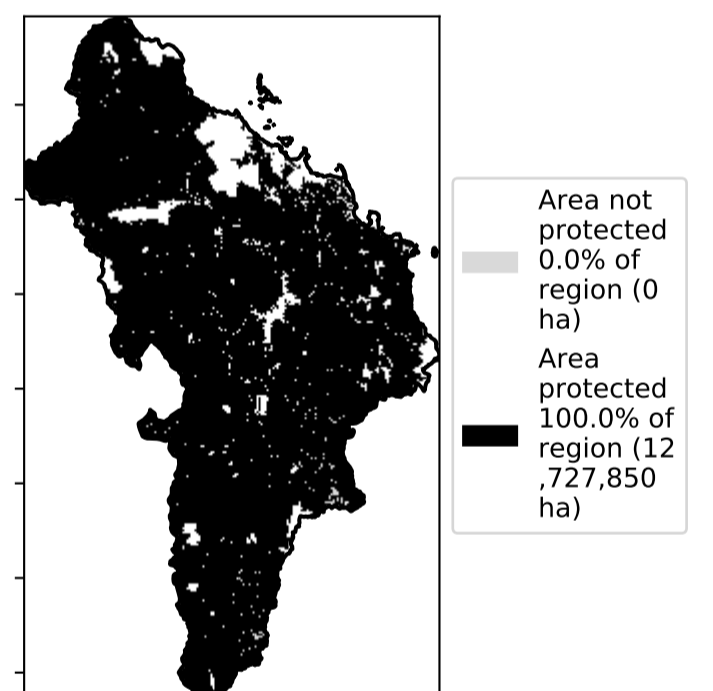 Area not
protected
0.0% of
region (0
ha)
Area
protected
100.0% of
region (12
,727,850
ha)